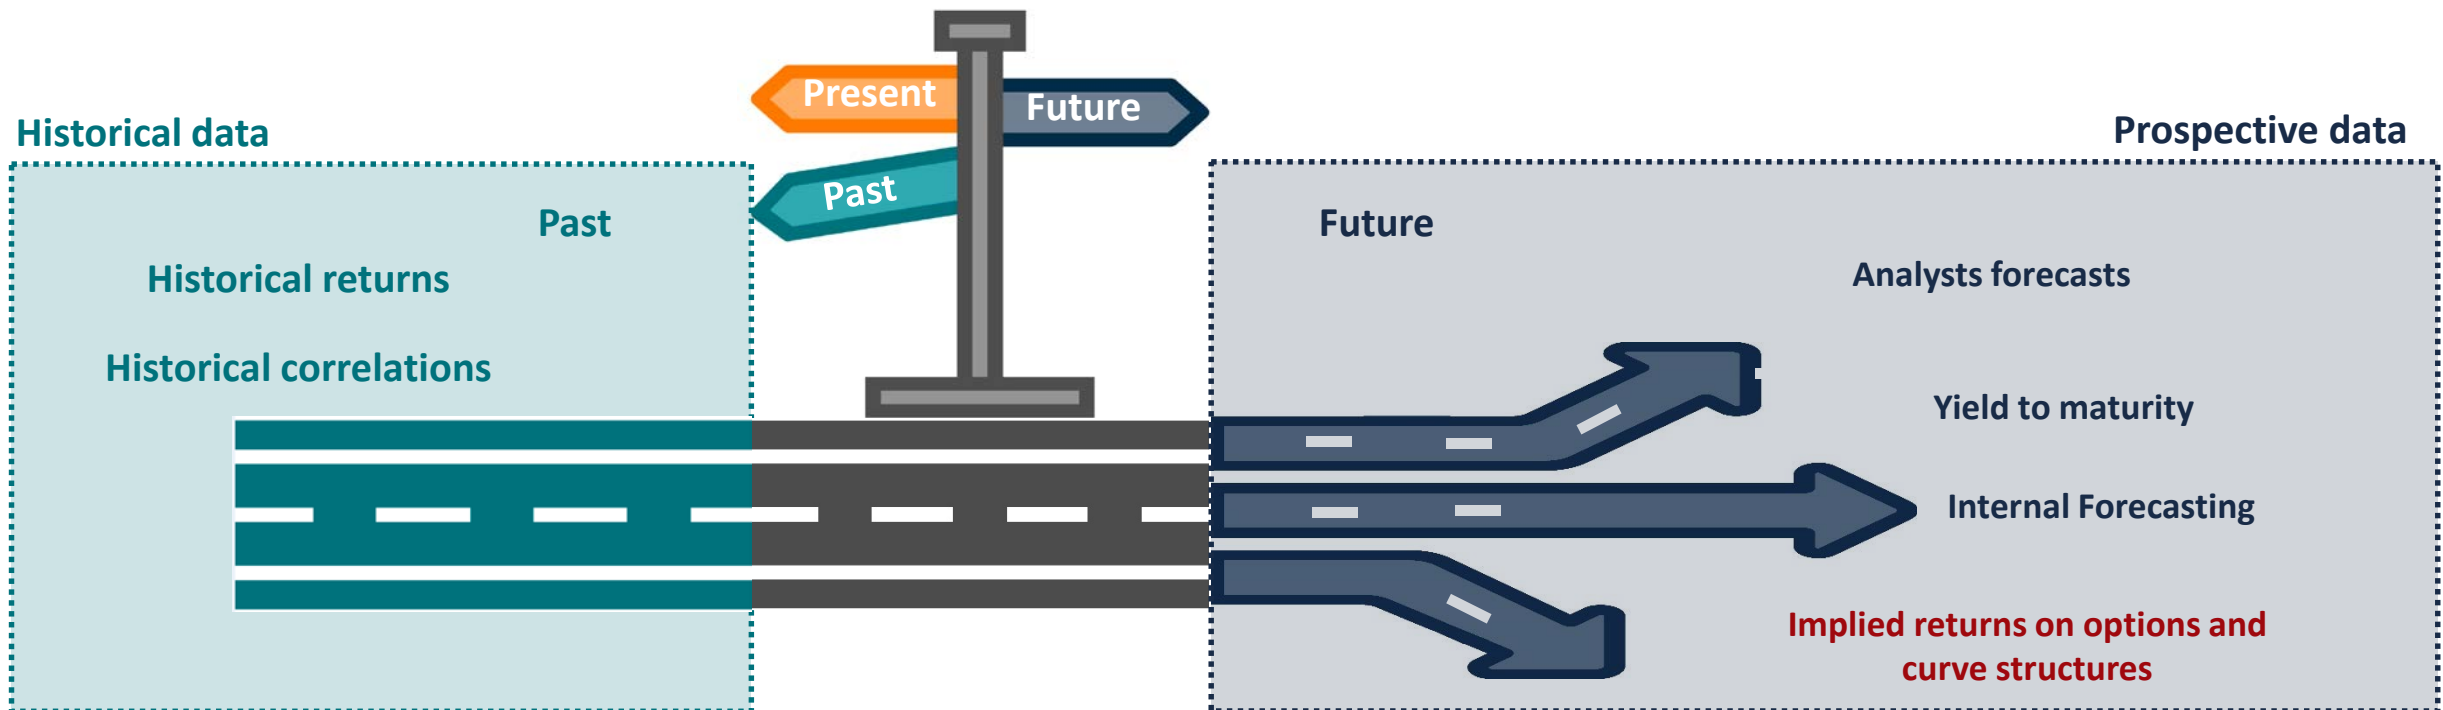 Historical data
Past
Historical returns
Historical correlations
Present
Future
Past
Prospective data
Future
Analysts forecasts
Yield to maturity
Internal Forecasting
Implied returns on options and
curve structures